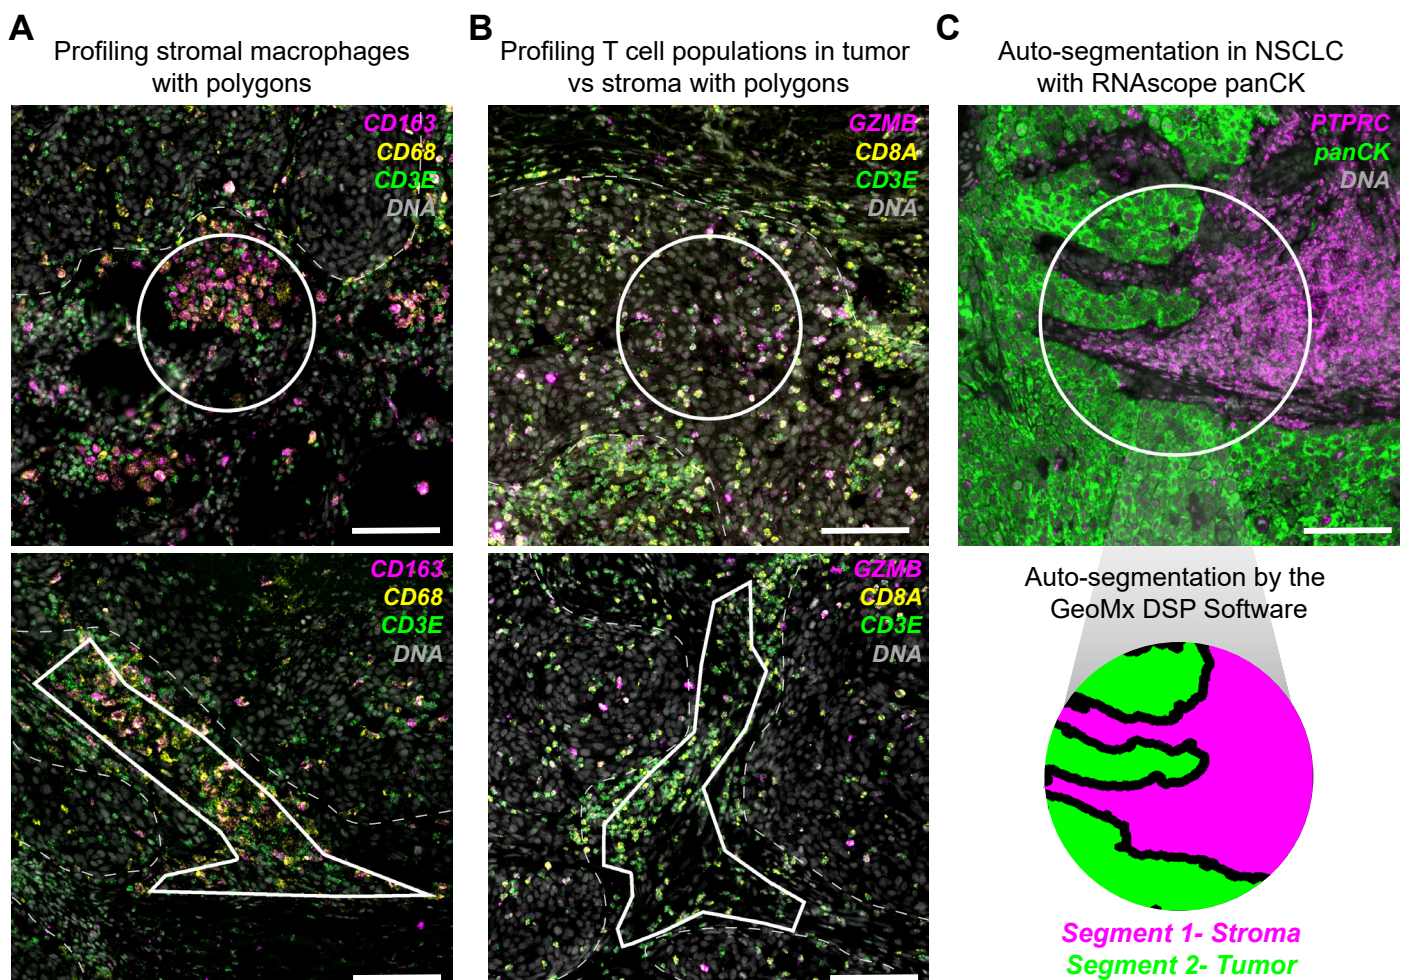 A
Profiling stromal macrophages
with polygons
CD163
CD68
CD3E
DNA
CD163
CD68
CD3E
DNA
B
Profiling T cell populations in tumor
vs stroma with polygons
GZMB
CD8A
CD3E
DNA
GZMB
CD8A
CD3E
DNA
C
Auto-segmentation in NSCLC
with RNAscope panCK
PTPRC
panCK
DNA
Auto-segmentation by the
GeoMx DSP Software
Segment 1- Stroma
Segment 2- Tumor